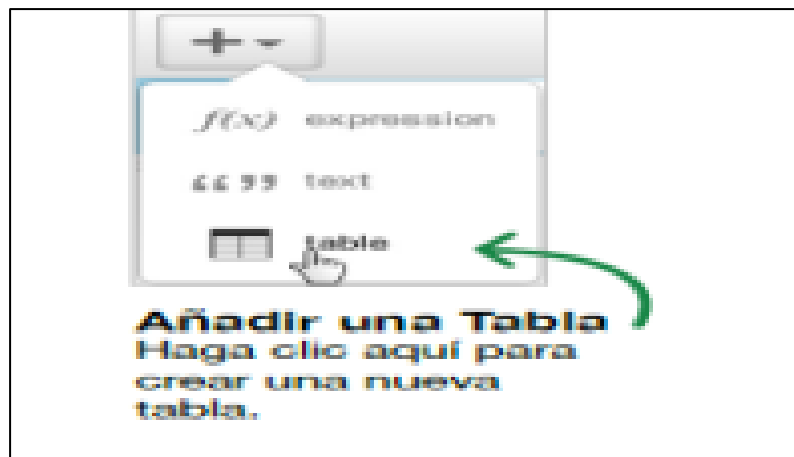 f(x) expression
“ ” text
table
Añadir una Tabla
Haga clic aquí para
crear una nueva
tabla.